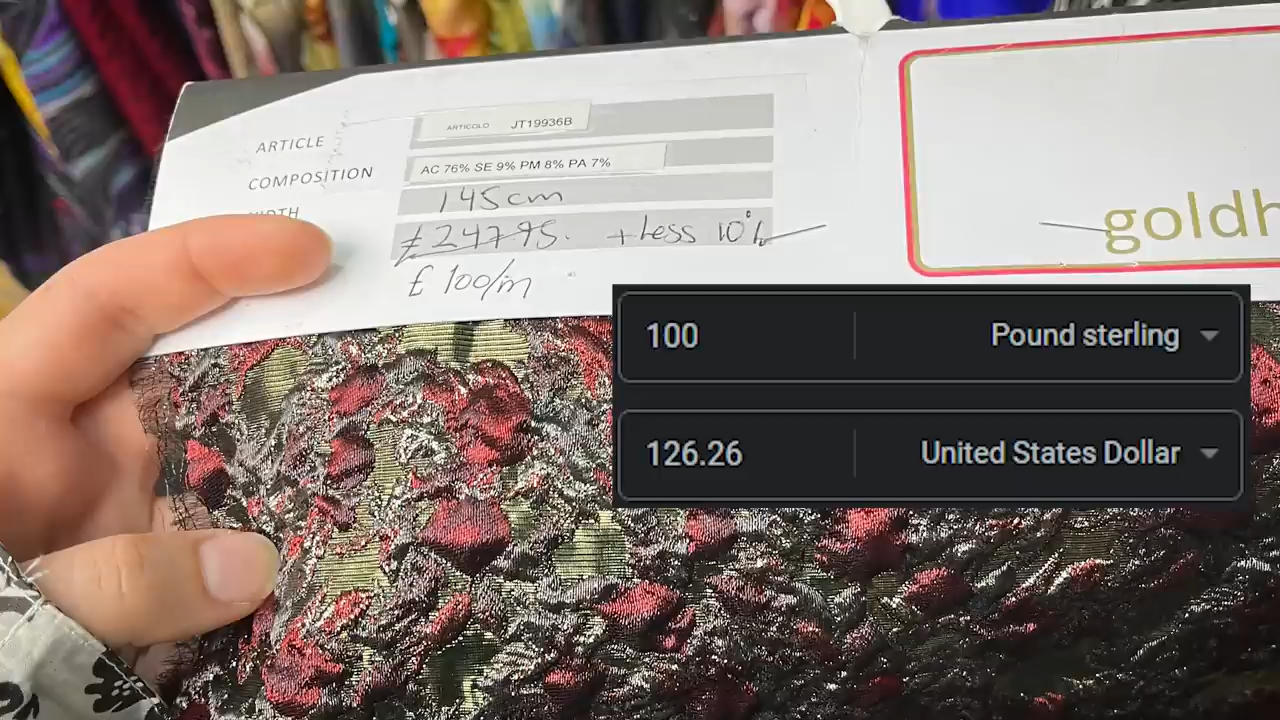 ARTICLE
ARTICOLO JT19936B
COMPOSITION
AC 76% SE 9% PM 8% PA 7%
WIDTH
145cm
£247.95. + Less 10%
£100/m
goldh
100 Pound sterling
126.26 United States Dollar